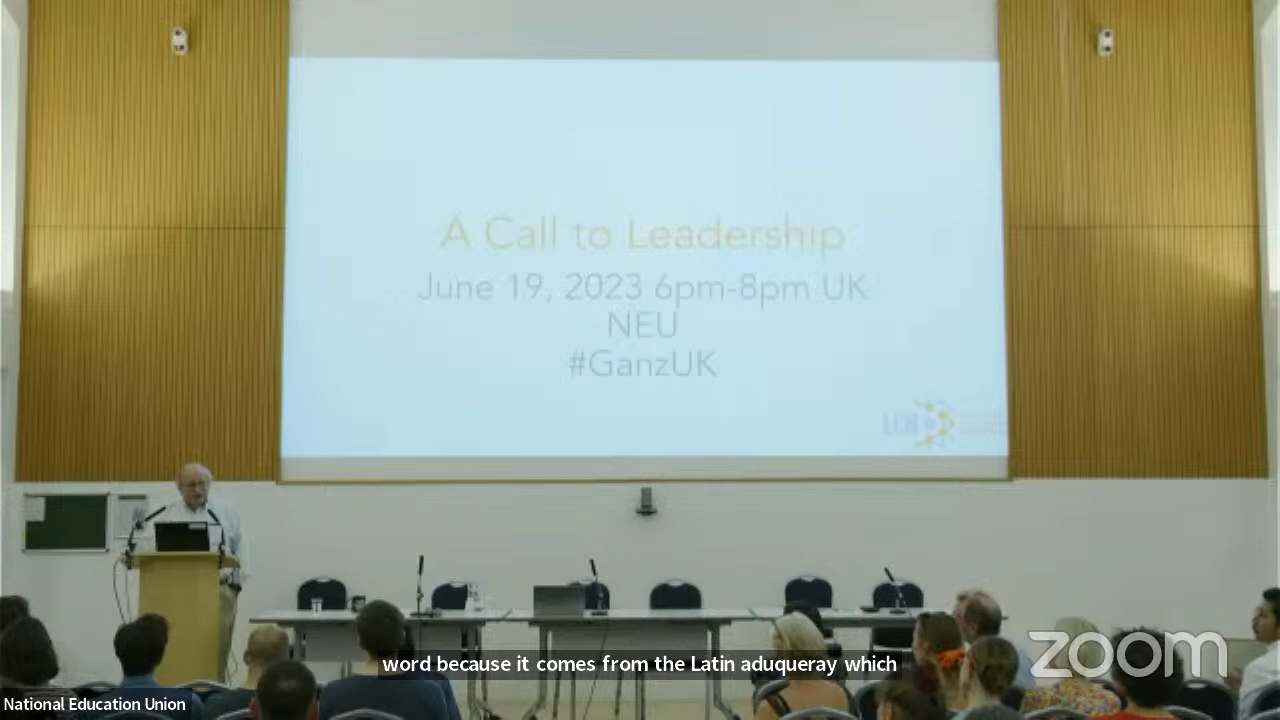 A Call to Leadership
June 19, 2023 6pm-8pm UK
NEU
#GanzUK
zoom
word because it comes from the Latin aduqueray which
National Education Union